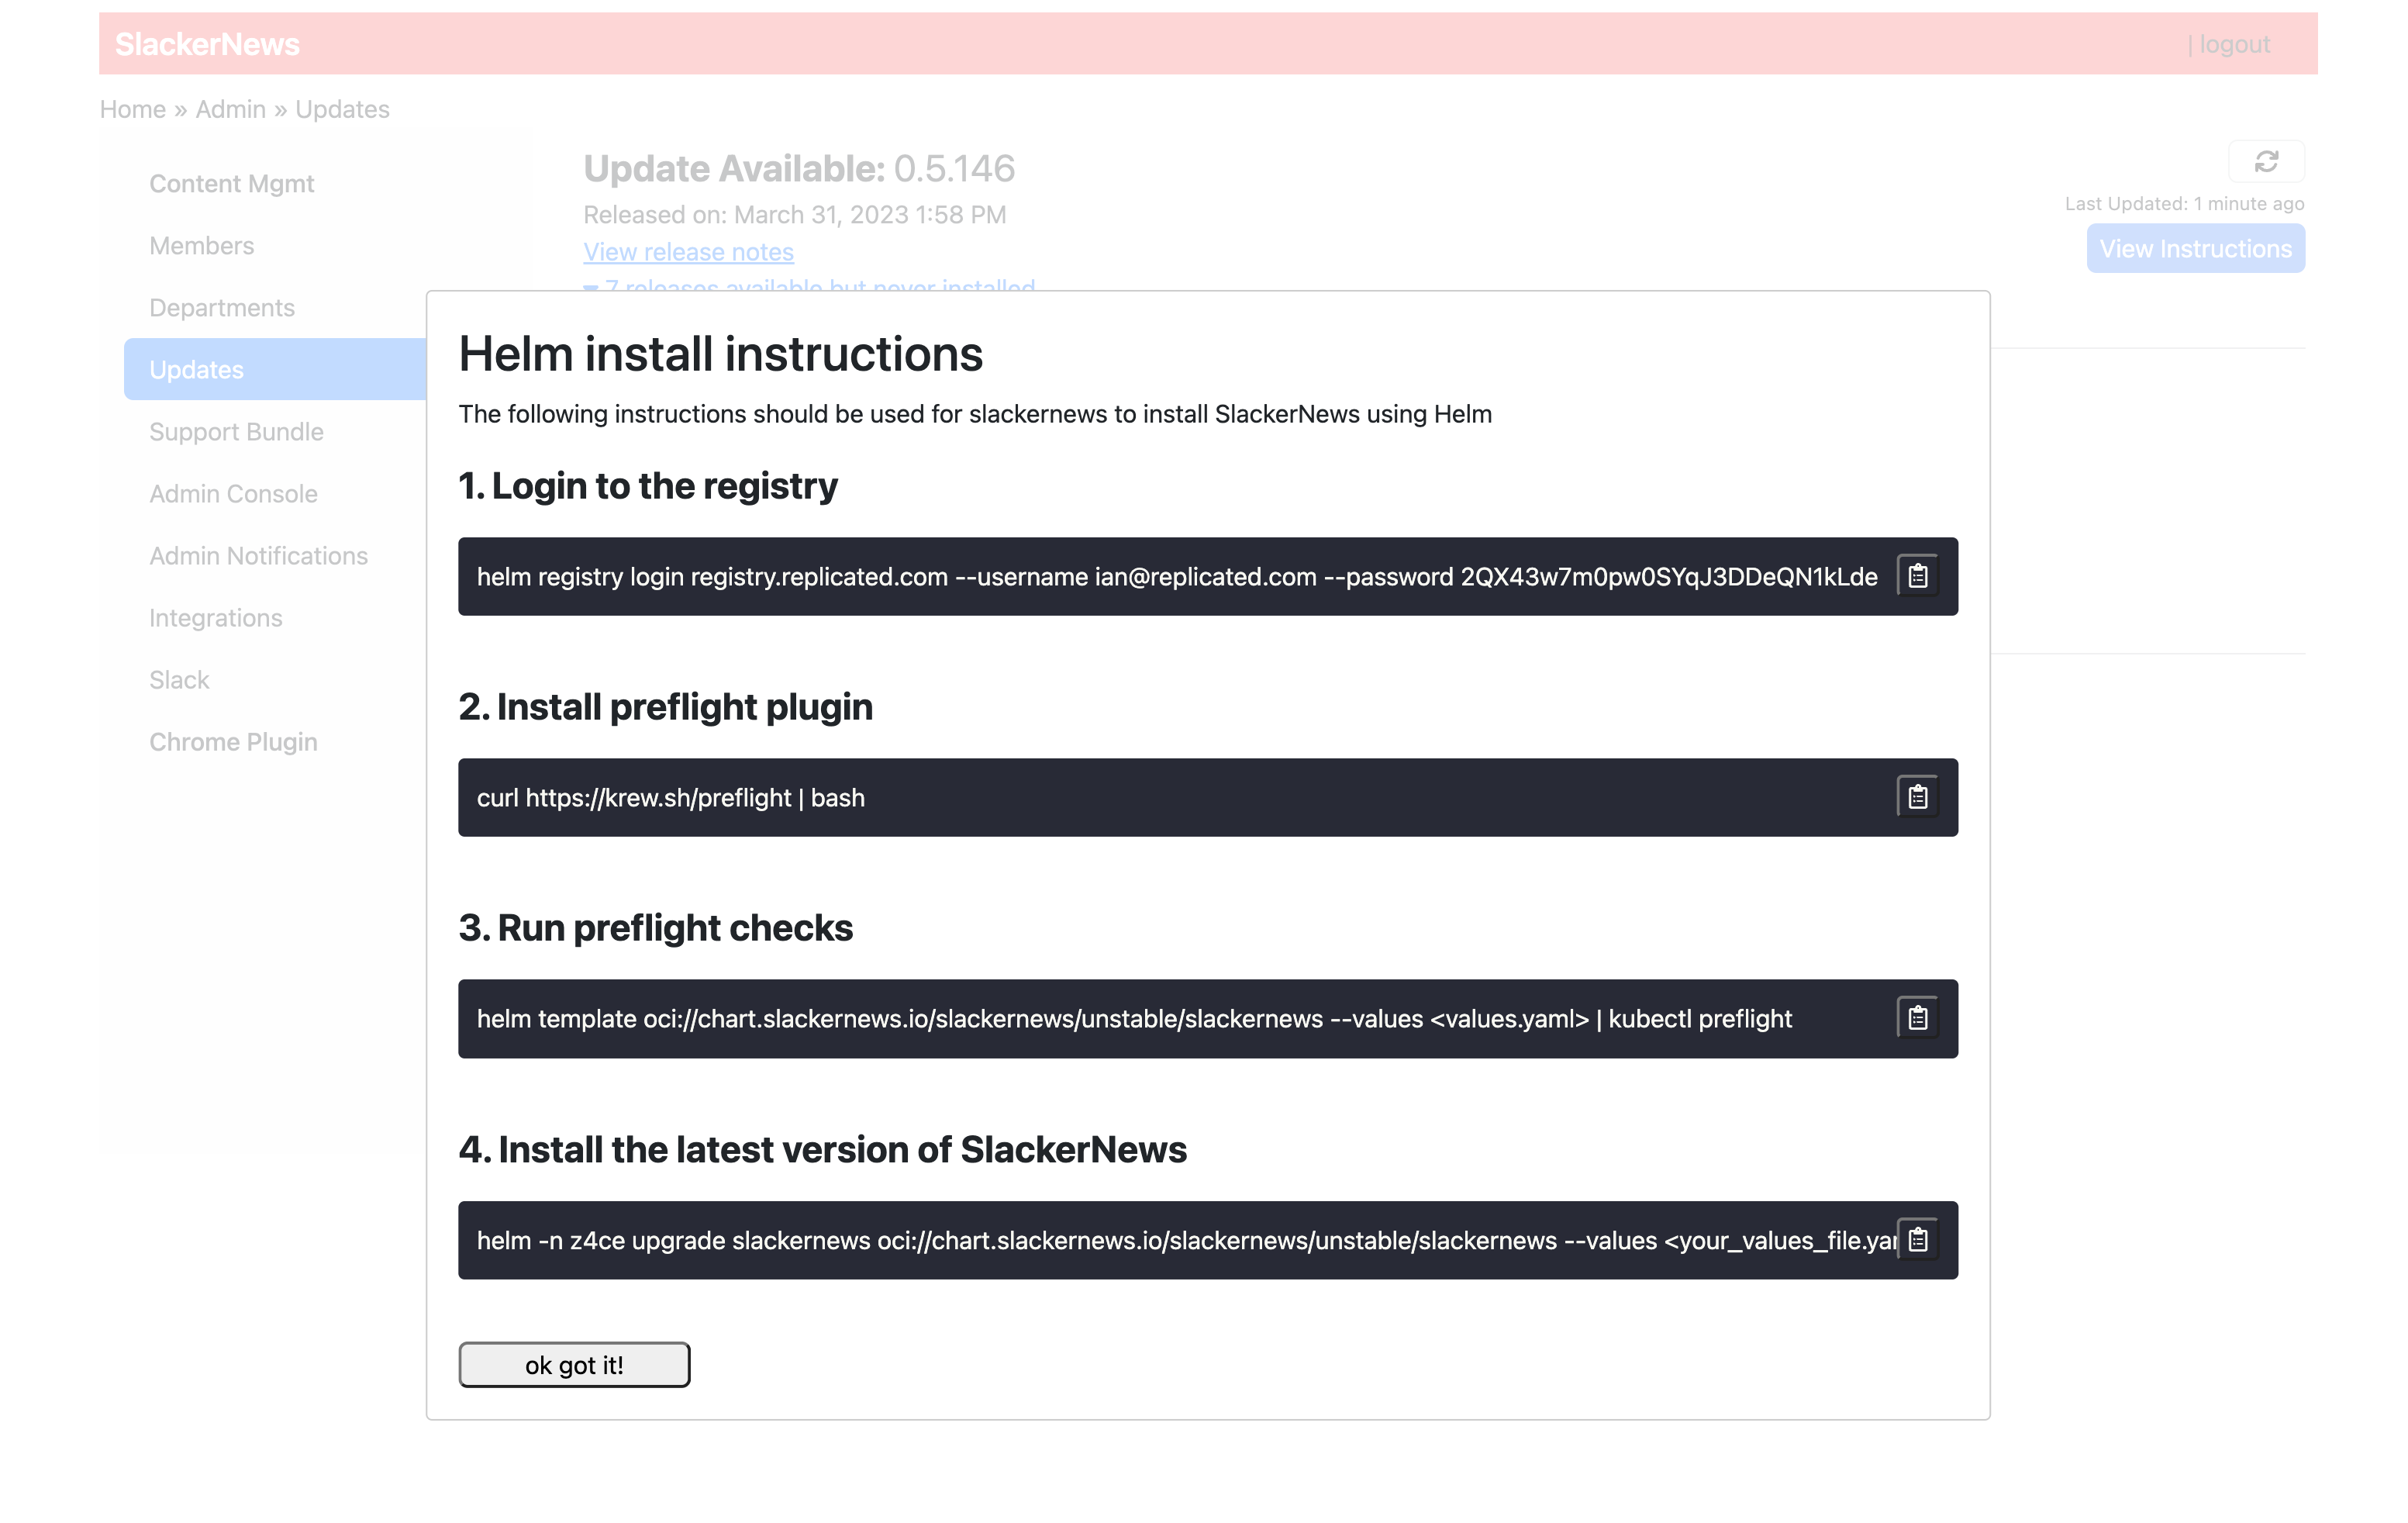 SlackerNews
| logout
Home » Admin » Updates
Content Mgmt
Members
Departments
Updates
Support Bundle
Admin Console
Admin Notifications
Integrations
Slack
Chrome Plugin
Update Available: 0.5.146
Released on: March 31, 2023 1:58 PM
View release notes
7 releases available but never installed
Last Updated: 1 minute ago
View Instructions
Helm install instructions
The following instructions should be used for slackernews to install SlackerNews using Helm
1. Login to the registry
helm registry login registry.replicated.com --username ian@replicated.com --password 2QX43w7m0pw0SYqJ3DDeQN1kLde
2. Install preflight plugin
curl https://krew.sh/preflight | bash
3. Run preflight checks
helm template oci://chart.slackernews.io/slackernews/unstable/slackernews --values <values.yaml> | kubectl preflight
4. Install the latest version of SlackerNews
helm -n z4ce upgrade slackernews oci://chart.slackernews.io/slackernews/unstable/slackernews --values <your_values_file.ya
ok got it!